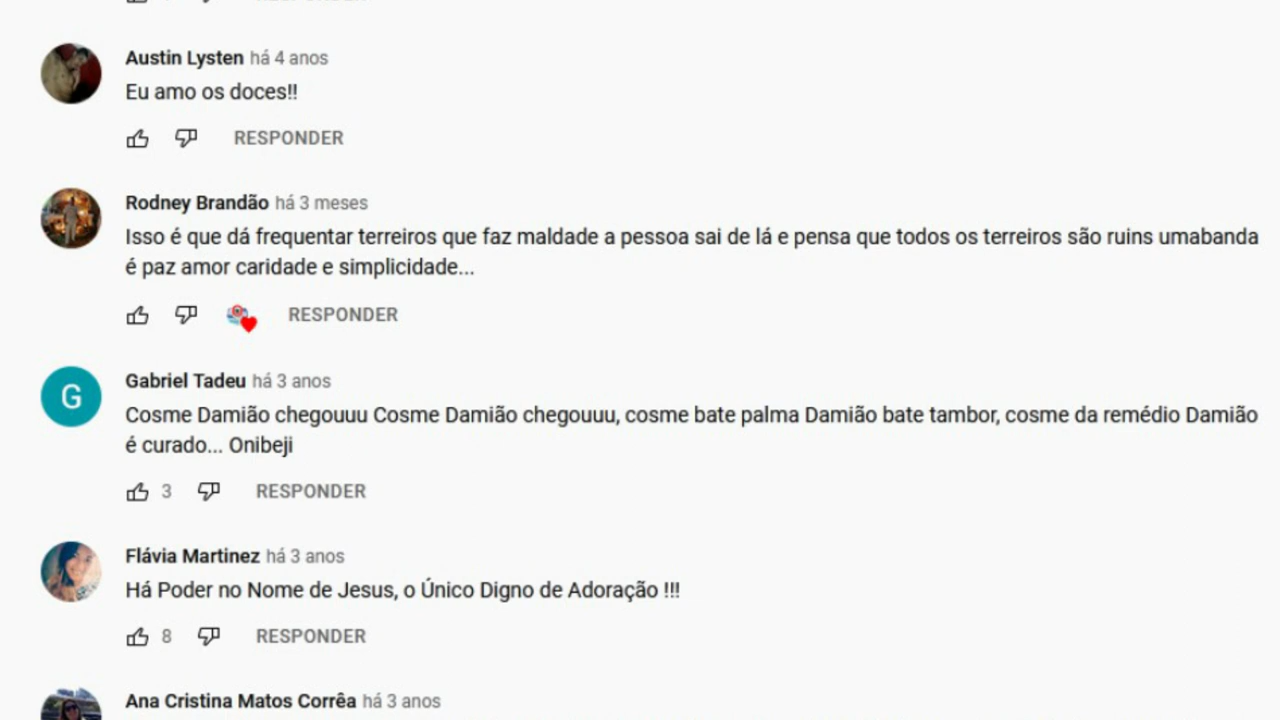 Austin Lysten há 4 anos
Eu amo os doces!!
RESPONDER
Rodney Brandão há 3 meses
Isso é que dá frequentar terreiros que faz maldade a pessoa sai de lá e pensa que todos os terreiros são ruins umabanda
é paz amor caridade e simplicidade...
RESPONDER
G
Gabriel Tadeu há 3 anos
Cosme Damião chegouuu Cosme Damião chegouuu, cosme bate palma Damião bate tambor, cosme da remédio Damião
é curado... Onibeji
3 RESPONDER
Flávia Martinez há 3 anos
Há Poder no Nome de Jesus, o Único Digno de Adoração !!!
8 RESPONDER
Ana Cristina Matos Corrêa há 3 anos